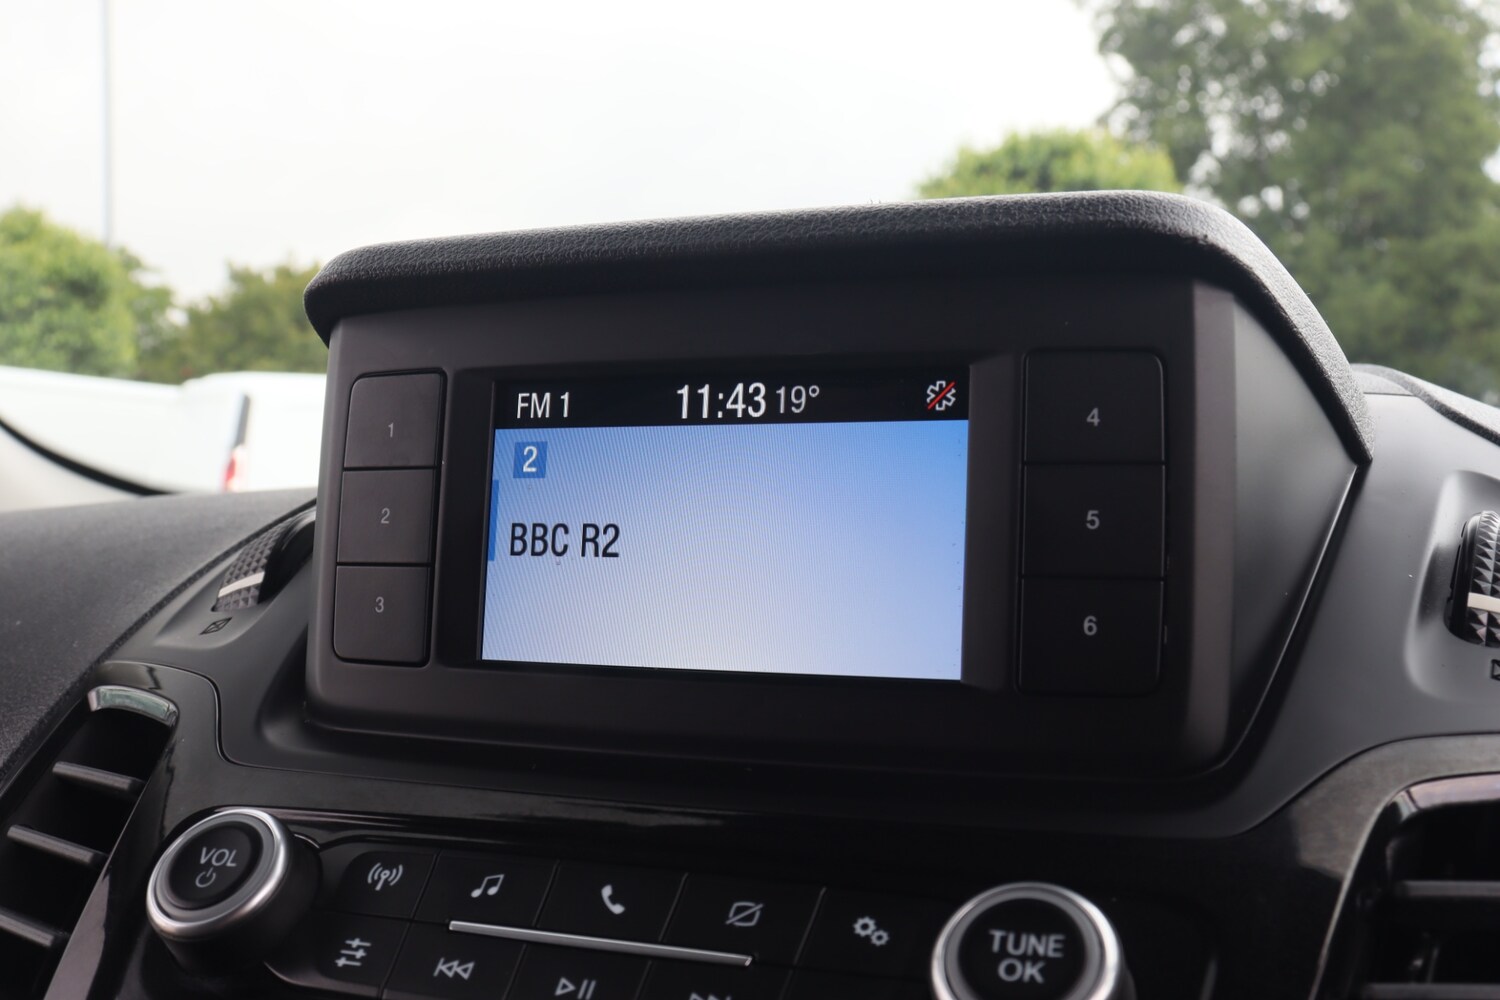 FM 1 11:43 19°
2
BBC R2
1
2
3
4
5
6
VOL
TUNE
OK